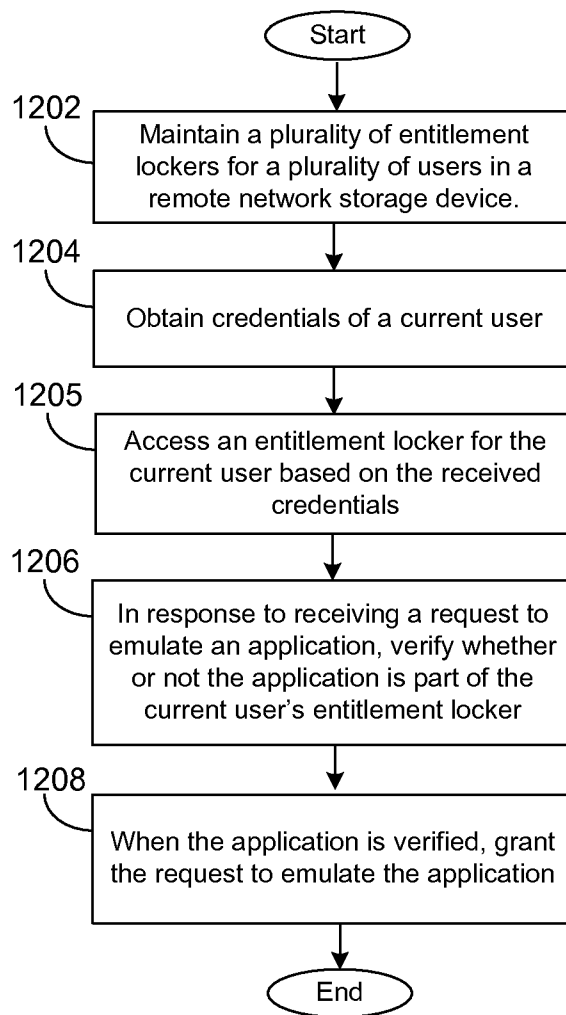 Start
1202
Maintain a plurality of entitlement
lockers for a plurality of users in a
remote network storage device.
1204
Obtain credentials of a current user
1205
Access an entitlement locker for the
current user based on the received
credentials
1206
In response to receiving a request to
emulate an application, verify whether
or not the application is part of the
current user's entitlement locker
1208
When the application is verified, grant
the request to emulate the application
End